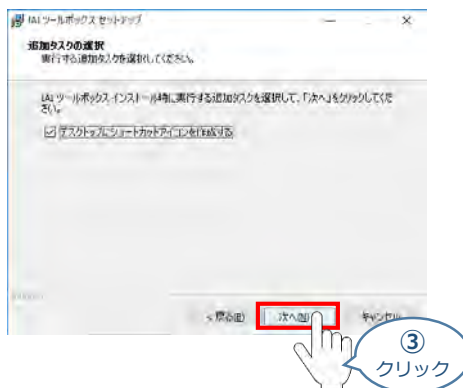 IAI ツールボックス セットアップ
追加タスクの選択
実行する追加タスクを選択してください。
IAI ツールボックス インストール時に実行する追加タスクを選択して、「次へ」をクリックしてくだ
さい。
デスクトップにショートカットアイコンを作成する
< 戻る(B)
次へ(N)
キャンセル
③
クリック